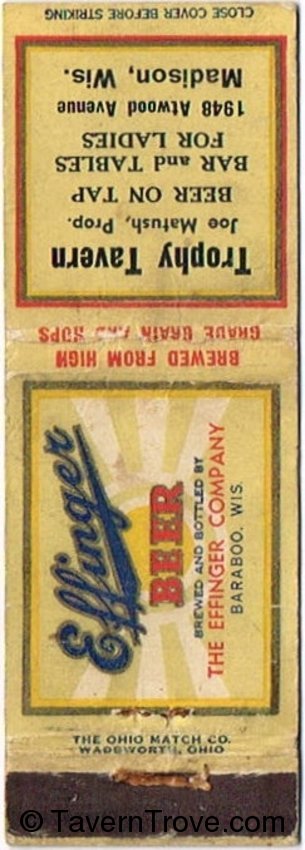 CLOSE COVER BEFORE STRIKING
Trophy Tavern
Joe Matush, Prop.
BEER ON TAP
BAR and TABLES
FOR LADIES
1948 Atwood Avenue
Madison, Wis.
BREWED FROM HIGH
GRADE GRAIN AND HOPS
Effinger
BEER
BREWED AND BOTTLED BY
THE EFFINGER COMPANY
BARABOO, WIS.
THE OHIO MATCH CO.
WADSWORTH, OHIO
© TavernTrove.com